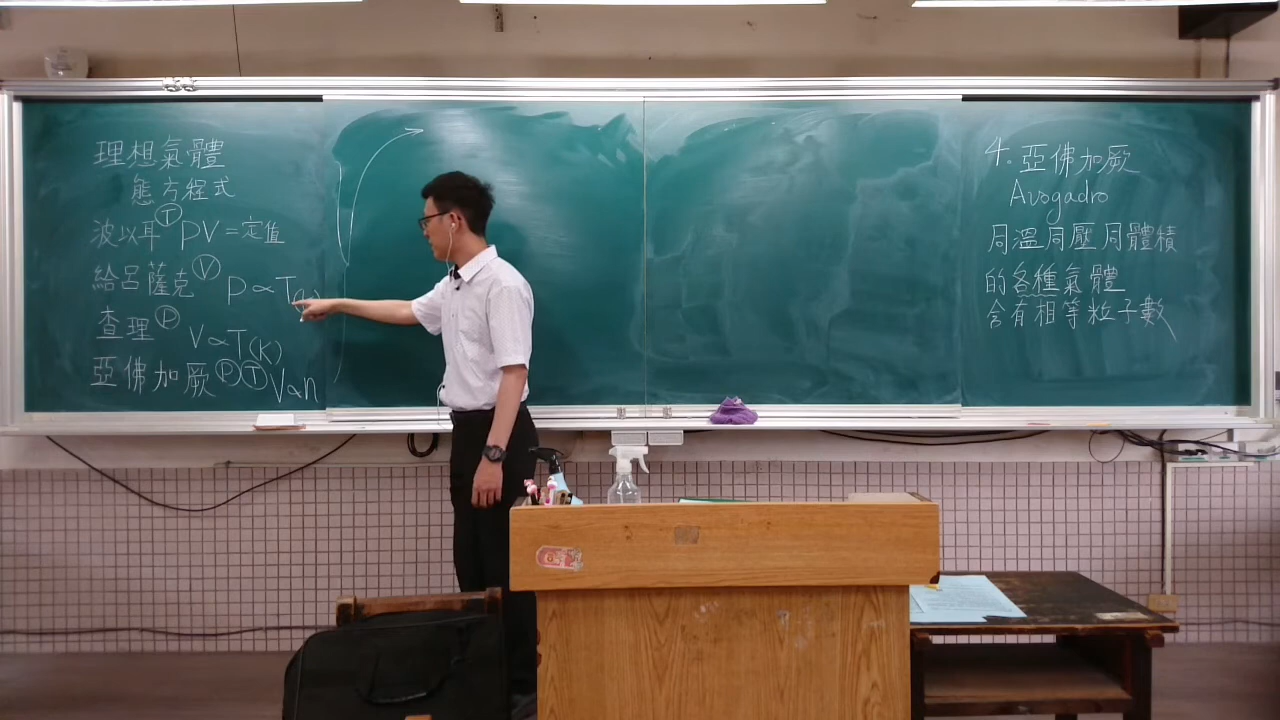 理想氣體
態方程式
波以耳 Ⓣ PV=定值
給呂薩克 Ⓥ P∝T(
查理 Ⓟ V∝T(K)
亞佛加厥 Ⓟ Ⓣ V∝n
4. 亞佛加厥
Avogadro
同溫同壓同體積
的各種氣體
含有相等粒子數